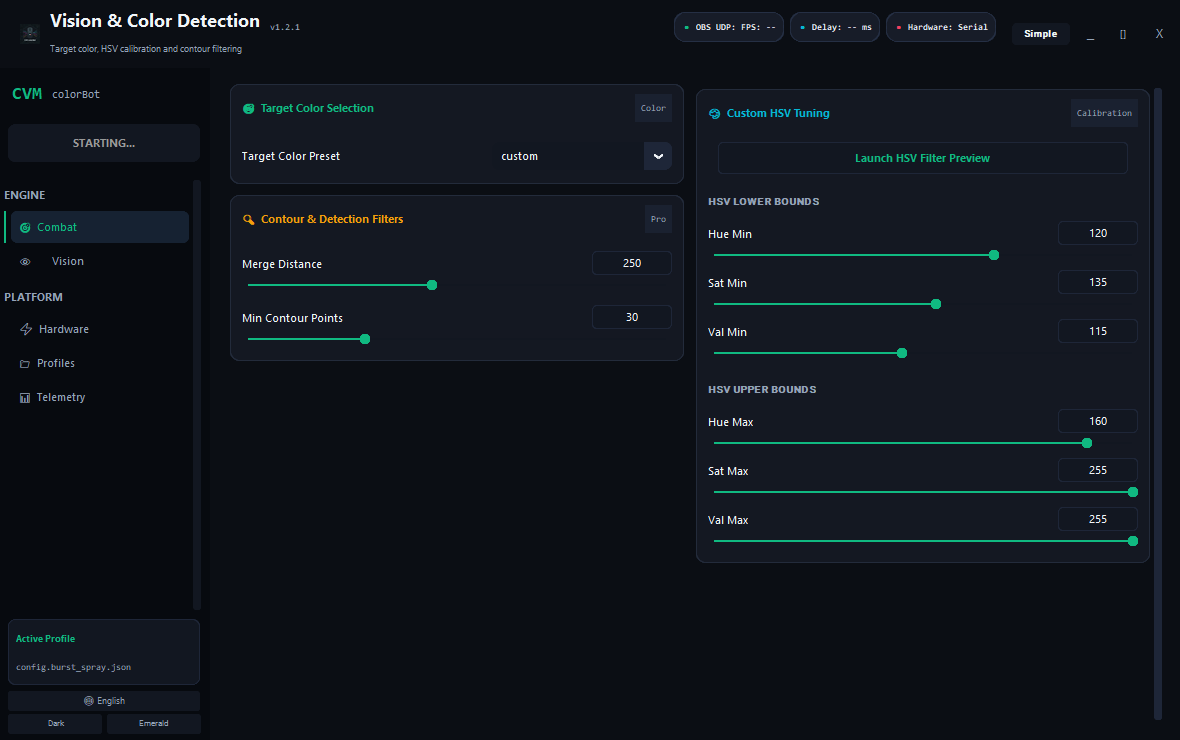 Vision & Color Detection v1.2.1
Target color, HSV calibration and contour filtering
OBS UDP: FPS: --
Delay: -- ms
Hardware: Serial
Simple
_
[]
X
CVM colorBot
STARTING...
ENGINE
Combat
Vision
PLATFORM
Hardware
Profiles
Telemetry
Active Profile
config.burst_spray.json
English
Dark
Emerald
Target Color Selection
Color
Target Color Preset
custom
Contour & Detection Filters
Pro
Merge Distance
250
Min Contour Points
30
Custom HSV Tuning
Calibration
Launch HSV Filter Preview
HSV LOWER BOUNDS
Hue Min
120
Sat Min
135
Val Min
115
HSV UPPER BOUNDS
Hue Max
160
Sat Max
255
Val Max
255